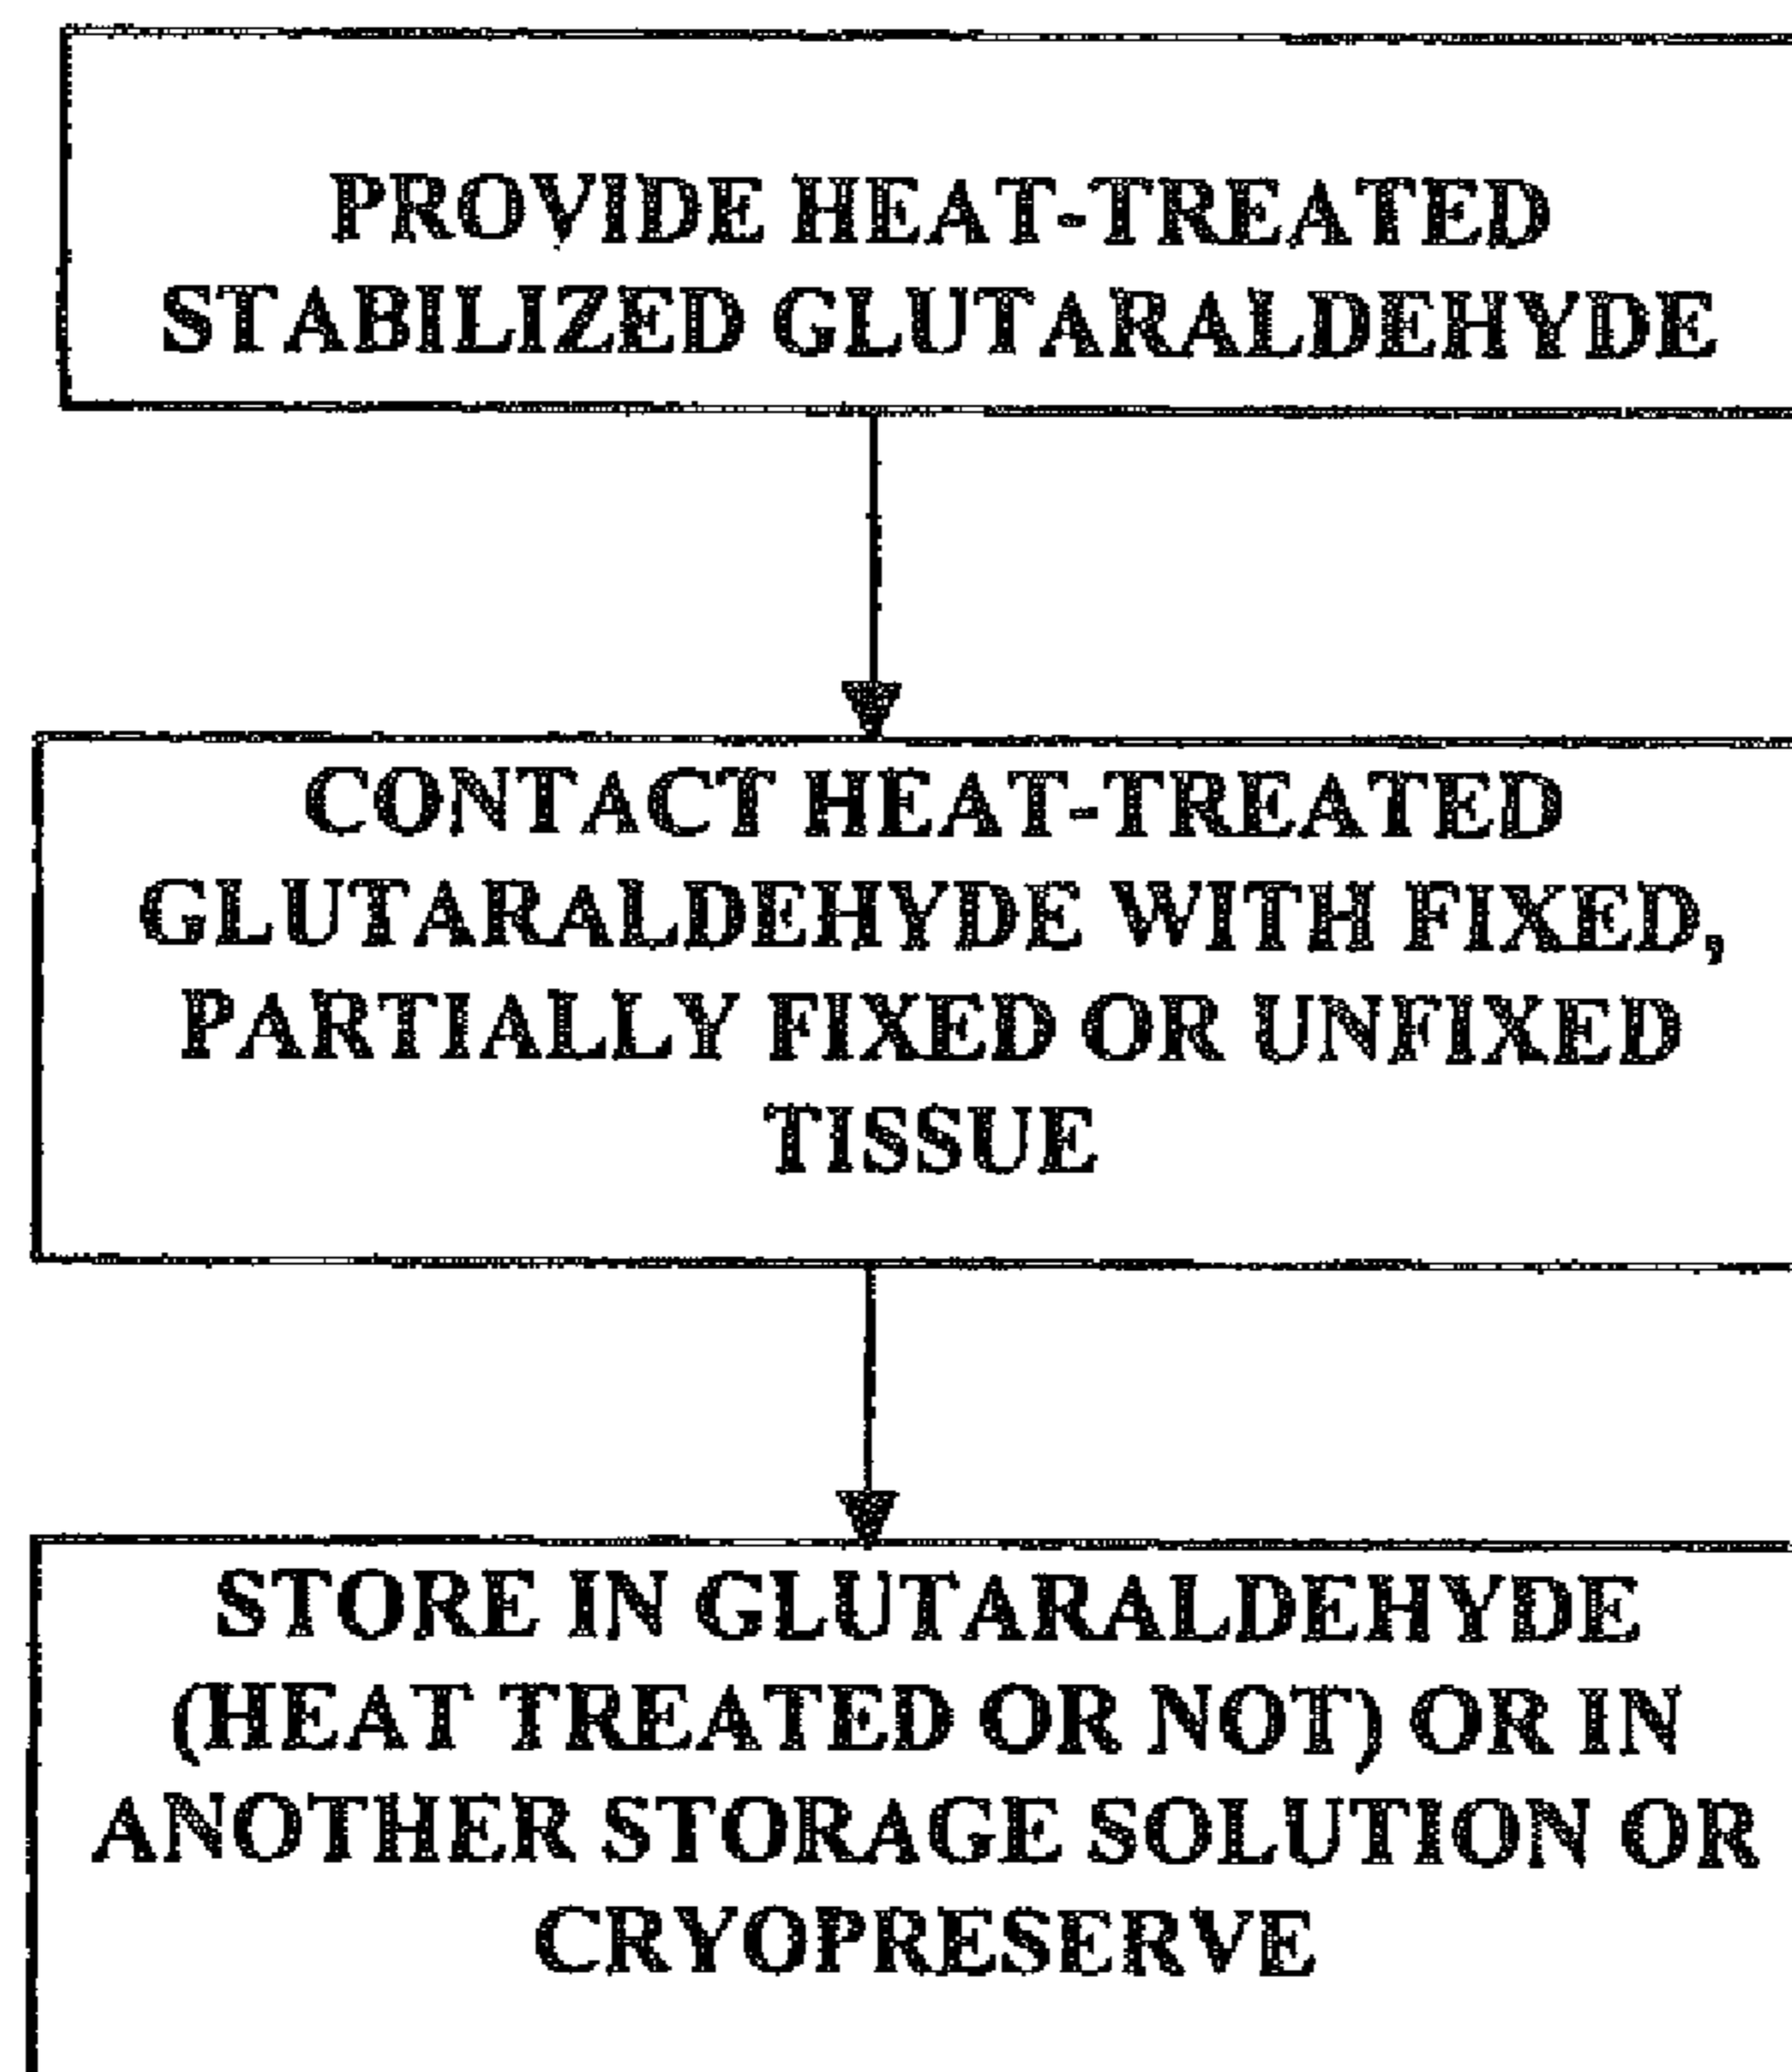 PROVIDE HEAT-TREATED
STABILIZED GLUTARALDEHYDE
CONTACT HEAT-TREATED
GLUTARALDEHYDE WITH FIXED,
PARTIALLY FIXED OR UNFIXED
TISSUE
STORE IN GLUTARALDEHYDE
(HEAT TREATED OR NOT) OR IN
ANOTHER STORAGE SOLUTION OR
CRYOPRESERVE